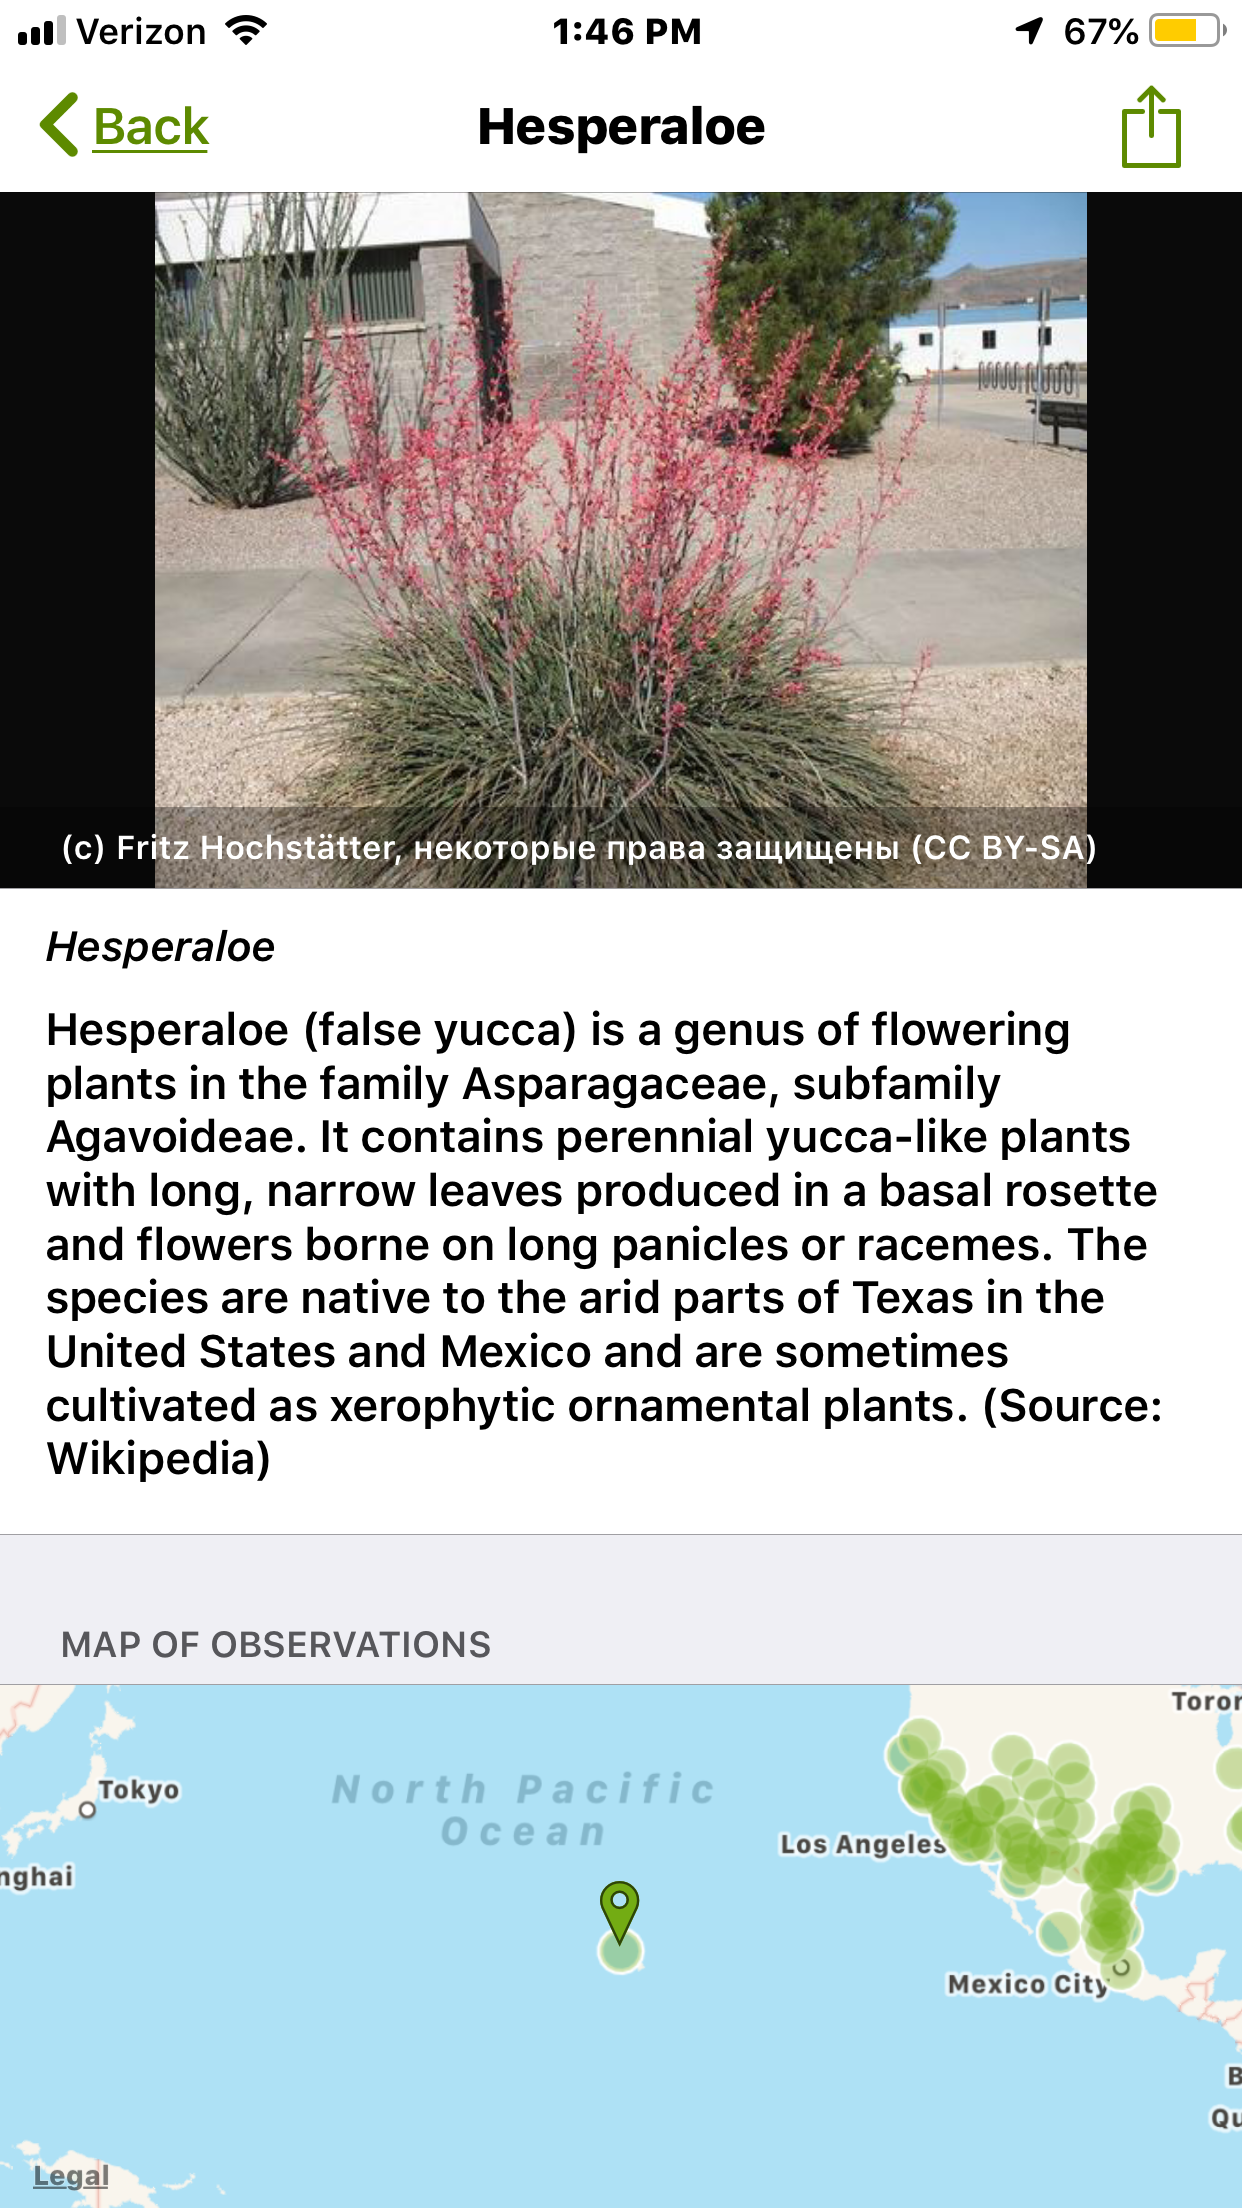 Verizon 1:46 PM 67%
Back Hesperaloe
(c) Fritz Hochstätter, некоторые права защищены (CC BY-SA)
Hesperaloe
Hesperaloe (false yucca) is a genus of flowering
plants in the family Asparagaceae, subfamily
Agavoideae. It contains perennial yucca-like plants
with long, narrow leaves produced in a basal rosette
and flowers borne on long panicles or racemes. The
species are native to the arid parts of Texas in the
United States and Mexico and are sometimes
cultivated as xerophytic ornamental plants. (Source:
Wikipedia)
MAP OF OBSERVATIONS
Toror
Tokyo
North Pacific
Ocean
Los Angeles
nghai
Mexico City
B
Qu
Legal